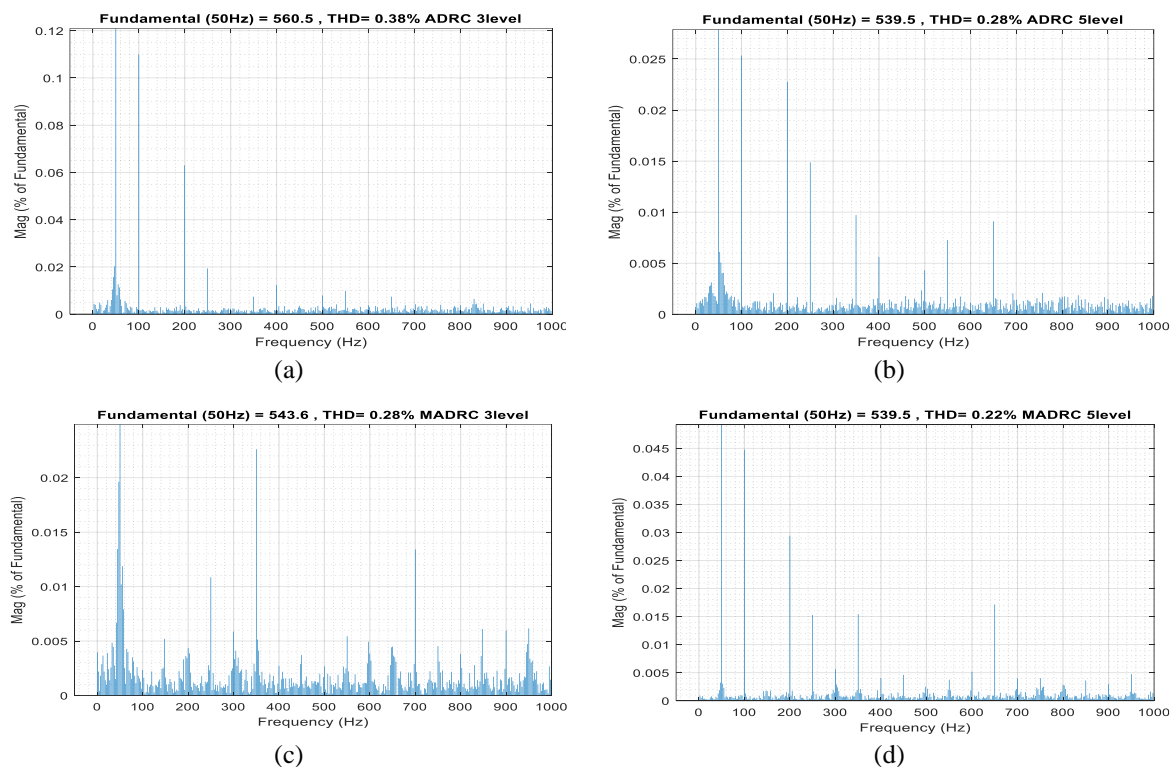 Fundamental (50Hz) = 560.5 , THD= 0.38% ADRC 3level
0.12
0.1
0.08
0.06
0.04
0.02
0
Mag (% of Fundamental)
0 100 200 300 400 500 600 700 800 900 1000
Frequency (Hz)
(a)
Fundamental (50Hz) = 539.5 , THD= 0.28% ADRC 5level
0.025
0.02
0.015
0.01
0.005
0
Mag (% of Fundamental)
0 100 200 300 400 500 600 700 800 900 1000
Frequency (Hz)
(b)
Fundamental (50Hz) = 543.6 , THD= 0.28% MADRC 3level
0.02
0.015
0.01
0.005
0
Mag (% of Fundamental)
0 100 200 300 400 500 600 700 800 900 1000
Frequency (Hz)
(c)
Fundamental (50Hz) = 539.5 , THD= 0.22% MADRC 5level
0.045
0.04
0.035
0.03
0.025
0.02
0.015
0.01
0.005
0
Mag (% of Fundamental)
0 100 200 300 400 500 600 700 800 900 1000
Frequency (Hz)
(d)